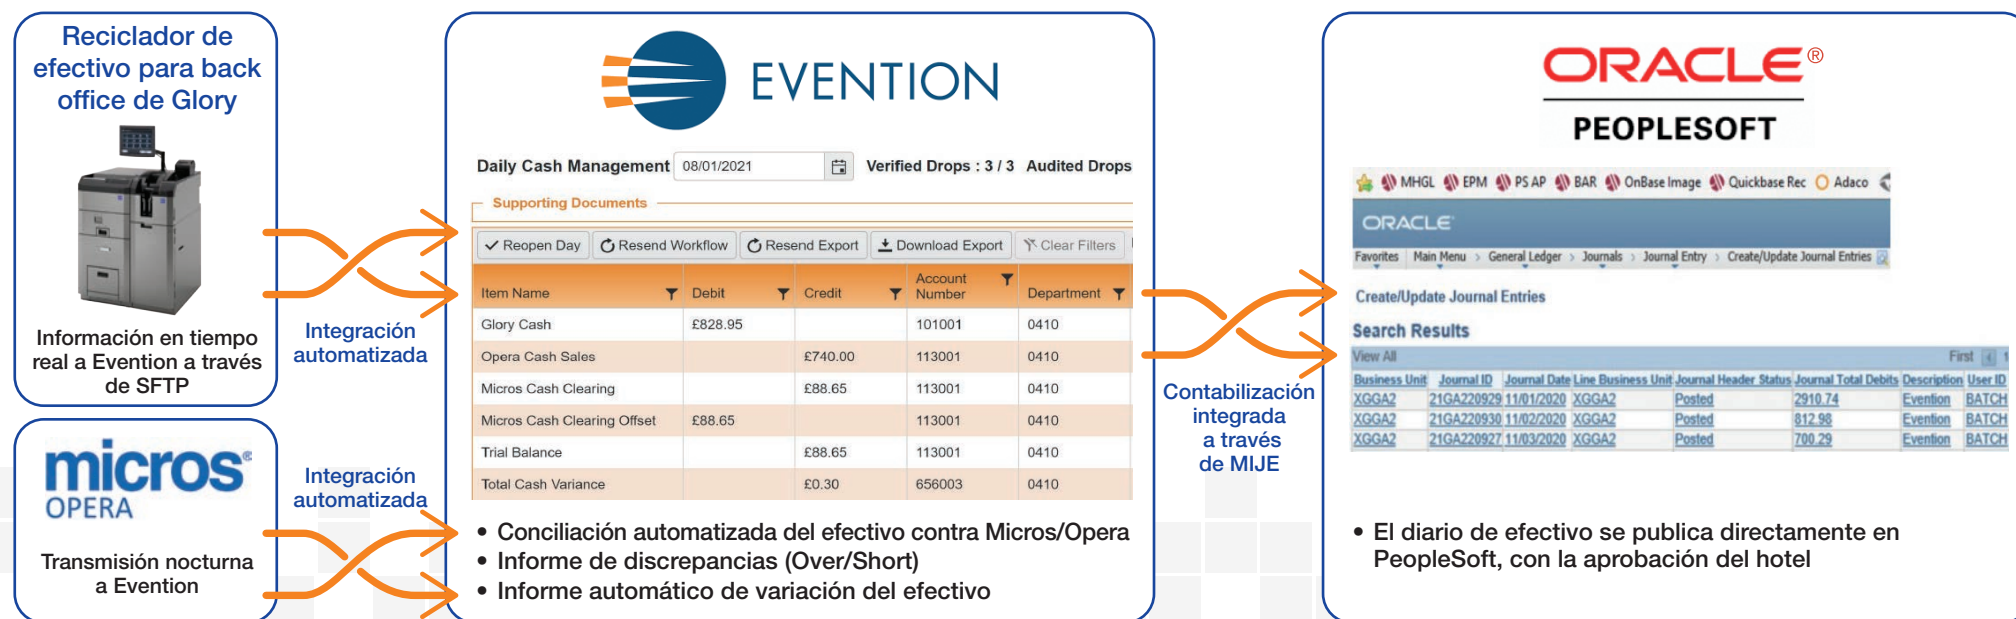 Reciclador de
efectivo para back
office de Glory
Información en tiempo
real a Evention a través
de SFTP
Integración
automatizada
micros®
OPERA
Transmisión nocturna
a Evention
Integración
automatizada
EVENTION
Daily Cash Management 08/01/2021 Verified Drops : 3 / 3 Audited Drops
Supporting Documents
Reopen Day Resend Workflow Resend Export Download Export Clear Filters
Item Name Debit Credit Account Number Department
Glory Cash £828.95 101001 0410
Opera Cash Sales £740.00 113001 0410
Micros Cash Clearing £88.65 113001 0410
Micros Cash Clearing Offset £88.65 113001 0410
Trial Balance £88.65 113001 0410
Total Cash Variance £0.30 656003 0410
• Conciliación automatizada del efectivo contra Micros/Opera
• Informe de discrepancias (Over/Short)
• Informe automático de variación del efectivo
Contabilización
integrada
a través
de MIJE
ORACLE®
PEOPLESOFT
MHGL EPM PS AP BAR OnBase Image Quickbase Rec Adaco
ORACLE
Favorites Main Menu > General Ledger > Journals > Journal Entry > Create/Update Journal Entries
Create/Update Journal Entries
Search Results
View All First 1
Business Unit Journal ID Journal Date Line Business Unit Journal Header Status Journal Total Debits Description User ID
XGGA2 21GA220929 11/01/2020 XGGA2 Posted 2910.74 Evention BATCH
XGGA2 21GA220930 11/02/2020 XGGA2 Posted 812.98 Evention BATCH
XGGA2 21GA220927 11/03/2020 XGGA2 Posted 700.29 Evention BATCH
• El diario de efectivo se publica directamente en
PeopleSoft, con la aprobación del hotel